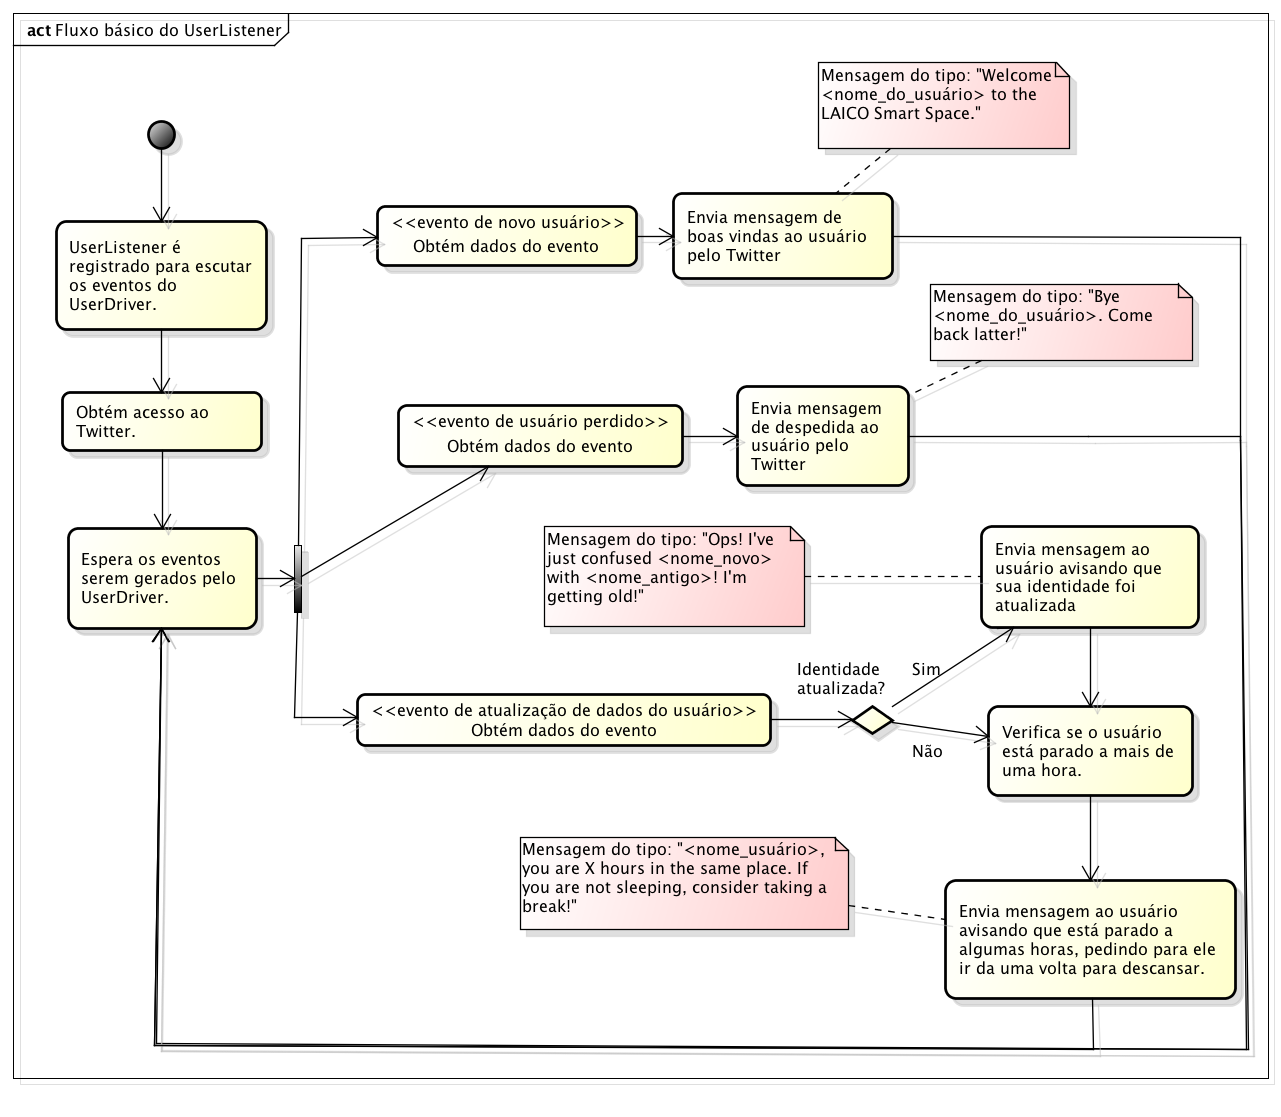 act Fluxo básico do UserListener
Mensagem do tipo: "Welcome
<nome_do_usuário> to the
LAICO Smart Space."
UserListener é
registrado para escutar
os eventos do
UserDriver.
<<evento de novo usuário>>
Obtém dados do evento
Envia mensagem de
boas vindas ao usuário
pelo Twitter
Mensagem do tipo: "Bye
<nome_do_usuário>. Come
back latter!"
Obtém acesso ao
Twitter.
<<evento de usuário perdido>>
Obtém dados do evento
Envia mensagem
de despedida ao
usuário pelo
Twitter
Espera os eventos
serem gerados pelo
UserDriver.
Mensagem do tipo: "Ops! I've
just confused <nome_novo>
with <nome_antigo>! I'm
getting old!"
Envia mensagem ao
usuário avisando que
sua identidade foi
atualizada
Identidade
atualizada?
Sim
Não
<<evento de atualização de dados do usuário>>
Obtém dados do evento
Verifica se o usuário
está parado a mais de
uma hora.
Mensagem do tipo: "<nome_usuário>,
you are X hours in the same place. If
you are not sleeping, consider taking a
break!"
Envia mensagem ao usuário
avisando que está parado a
algumas horas, pedindo para ele
ir da uma volta para descansar.